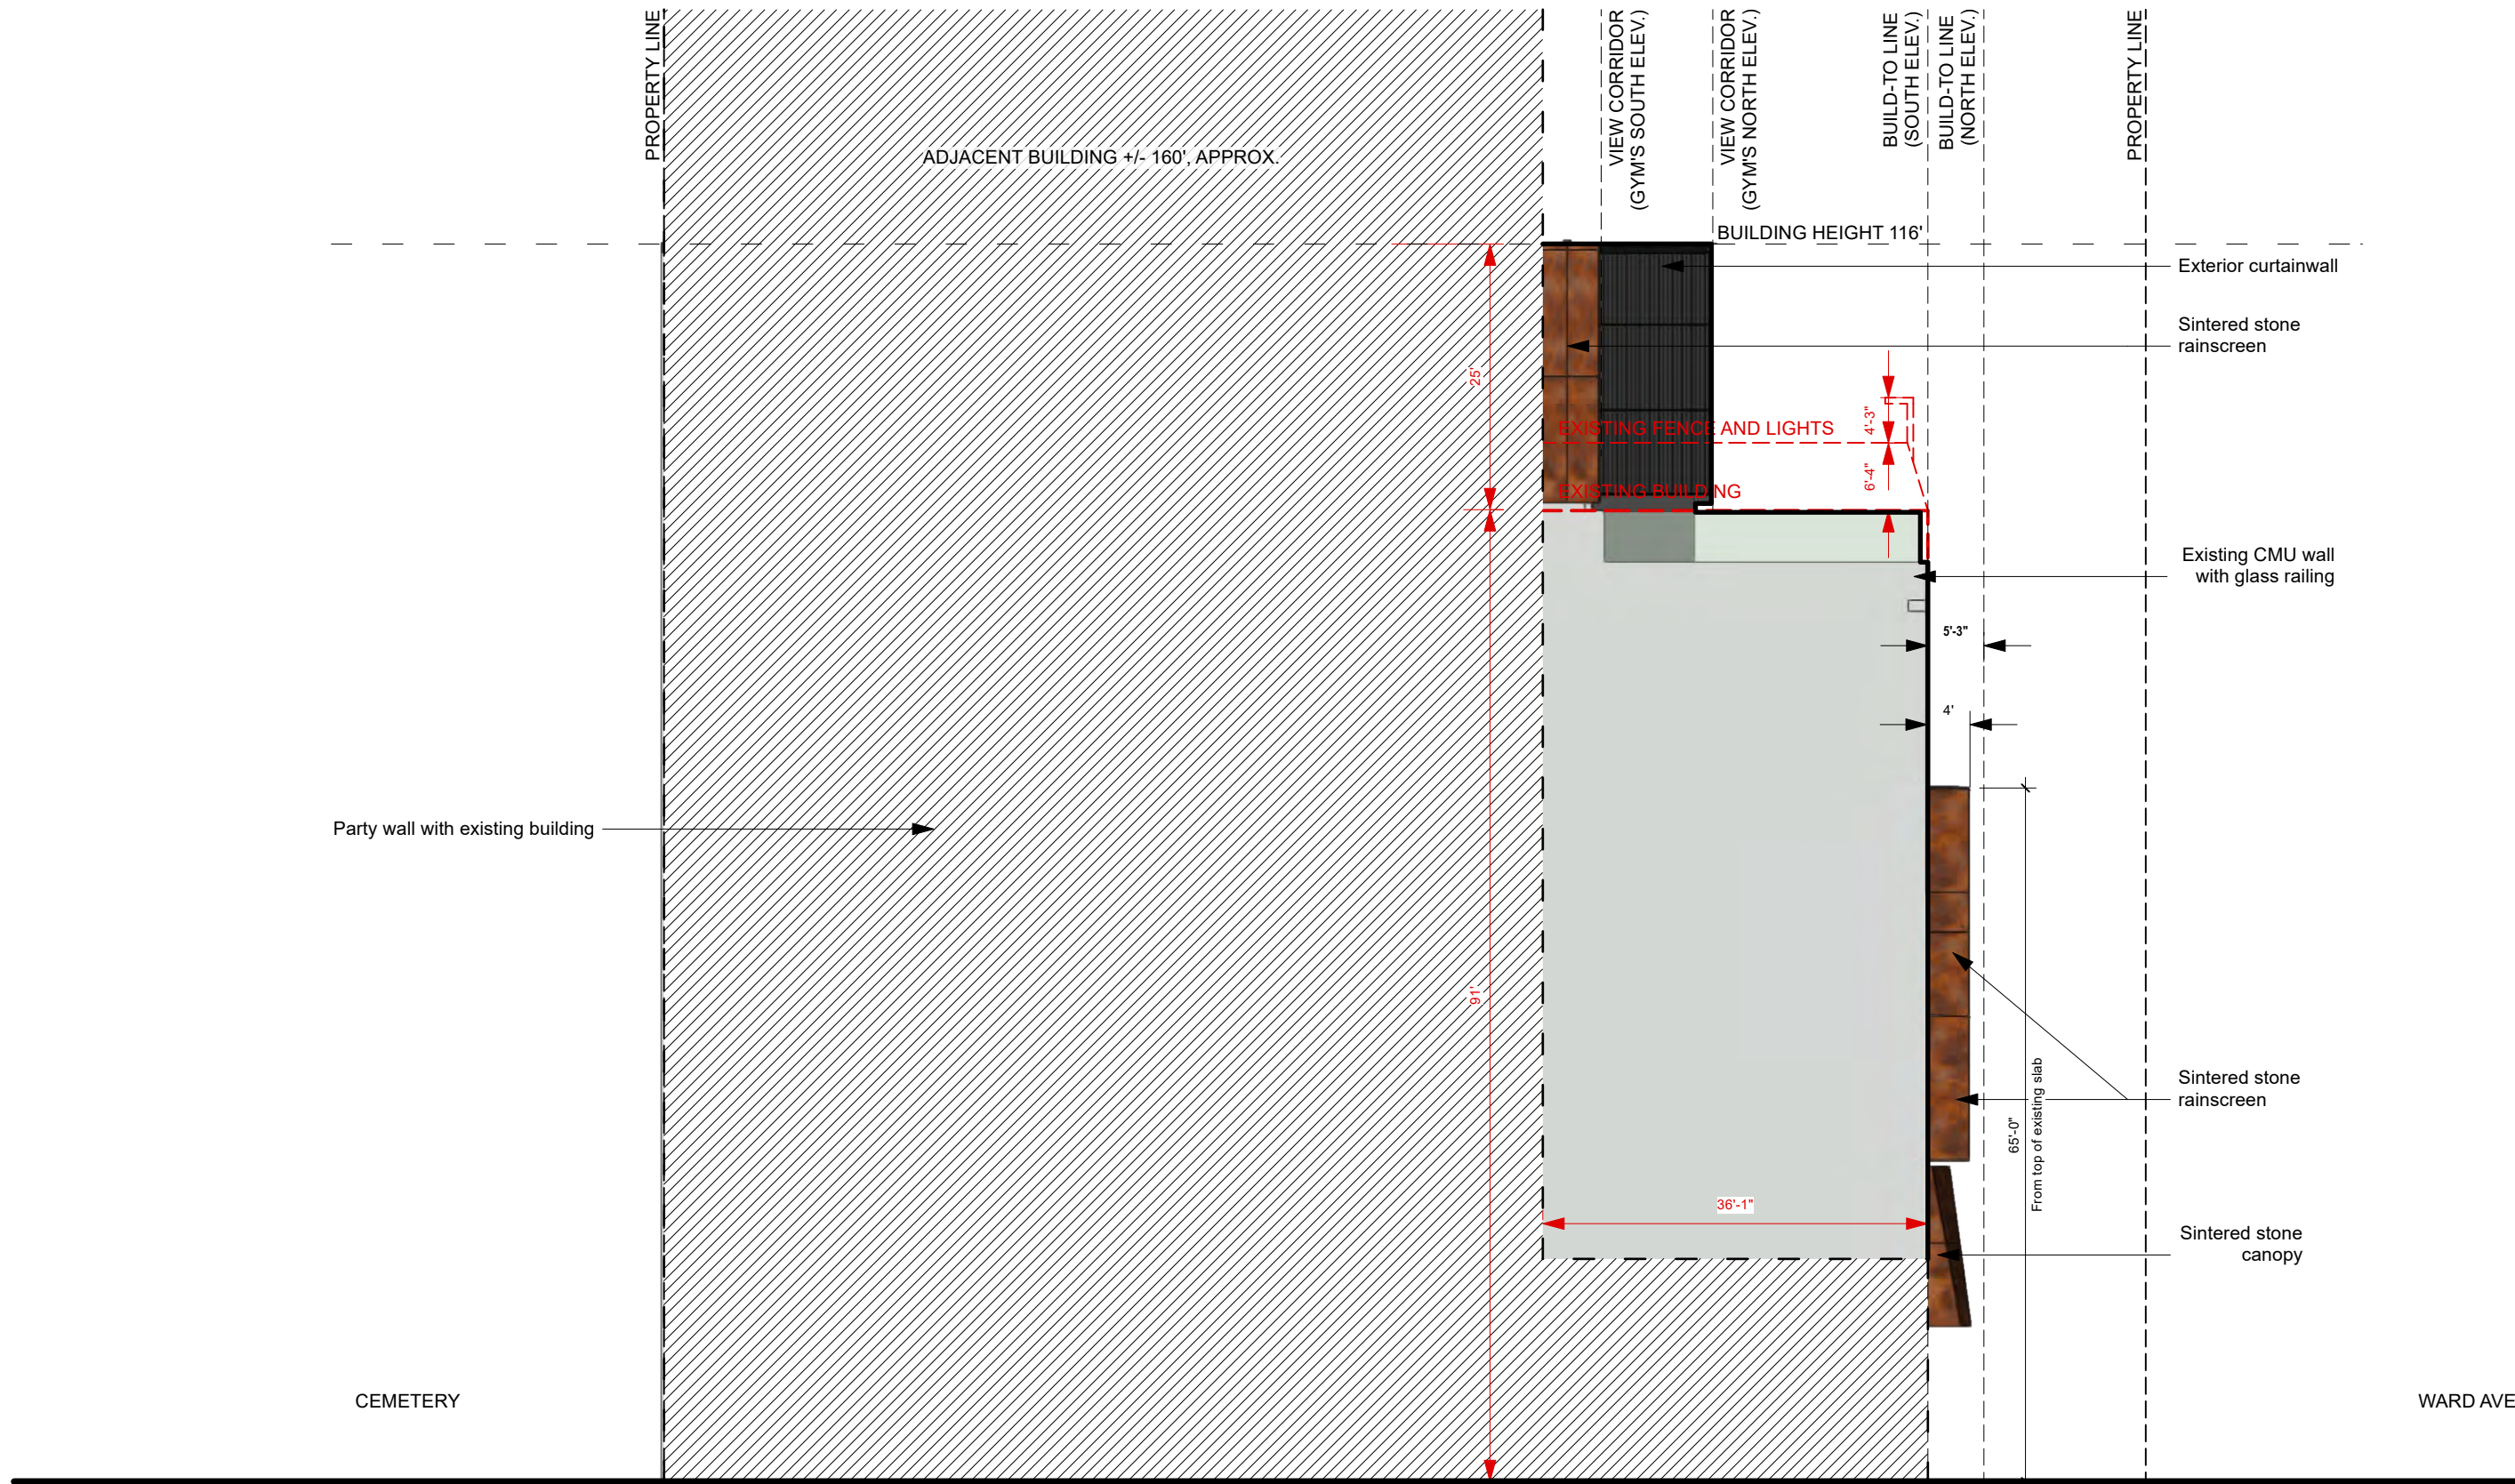 PROPERTY LINE
VIEW CORRIDOR
(GYM'S SOUTH ELEV.)
VIEW CORRIDOR
(GYM'S NORTH ELEV.)
BUILD-TO LINE
(SOUTH ELEV.)
BUILD-TO LINE
(NORTH ELEV.)
PROPERTY LINE
ADJACENT BUILDING +/- 160', APPROX.
BUILDING HEIGHT 116'
Exterior curtainwall
Sintered stone
rainscreen
25'
4'-3"
EXISTING FENCE AND LIGHTS
6'-4"
EXISTING BUILDING
Existing CMU wall
with glass railing
5'-3"
4'
Party wall with existing building
91'
Sintered stone
rainscreen
65'-0"
From top of existing slab
36'-1"
Sintered stone
canopy
CEMETERY
WARD AVE